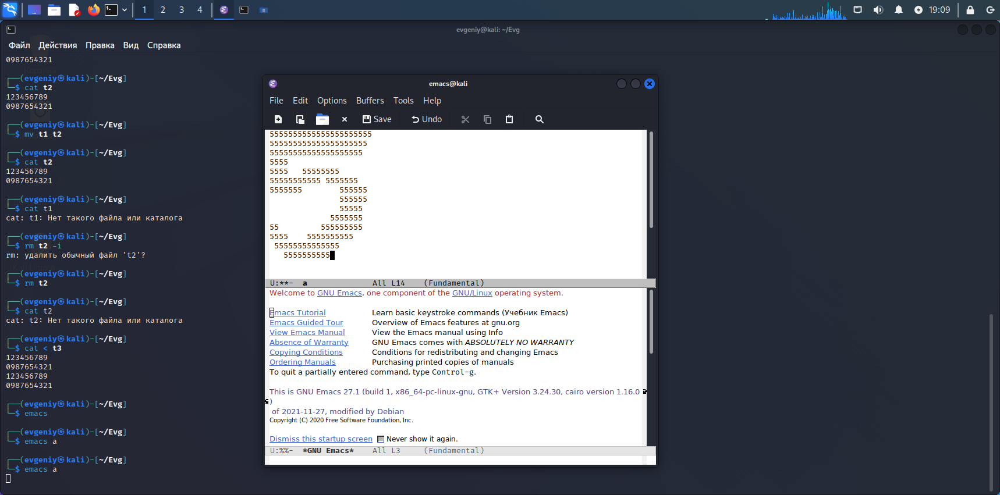 1 2 3 4 19:09
evgeniy@kali: ~/Evg
Файл Действия Правка Вид Справка
0987654321
┌──(evgeniy㉿kali)-[~/Evg]
└─$ cat t2
123456789
0987654321
┌──(evgeniy㉿kali)-[~/Evg]
└─$ mv t1 t2
┌──(evgeniy㉿kali)-[~/Evg]
└─$ cat t2
123456789
0987654321
┌──(evgeniy㉿kali)-[~/Evg]
└─$ cat t1
cat: t1: Нет такого файла или каталога
┌──(evgeniy㉿kali)-[~/Evg]
└─$ rm t2 -i
rm: удалить обычный файл 't2'?
┌──(evgeniy㉿kali)-[~/Evg]
└─$ rm t2
┌──(evgeniy㉿kali)-[~/Evg]
└─$ cat t2
cat: t2: Нет такого файла или каталога
┌──(evgeniy㉿kali)-[~/Evg]
└─$ cat < t3
123456789
0987654321
123456789
0987654321
┌──(evgeniy㉿kali)-[~/Evg]
└─$ emacs
┌──(evgeniy㉿kali)-[~/Evg]
└─$ emacs a
┌──(evgeniy㉿kali)-[~/Evg]
└─$ emacs a
emacs@kali
File Edit Options Buffers Tools Help
Save Undo
5555555555555555555555
555555555555555555555
55555555555555555555
5555
5555   55555555
55555555555 5555555
5555555        555555
               555555
               55555
             5555555
55         555555555
5555    5555555555
 55555555555555
   5555555555
U:**-  a              All L14    (Fundamental)
Welcome to GNU Emacs, one component of the GNU/Linux operating system.
Emacs Tutorial Learn basic keystroke commands (Учебник Emacs)
Emacs Guided Tour Overview of Emacs features at gnu.org
View Emacs Manual View the Emacs manual using Info
Absence of Warranty GNU Emacs comes with ABSOLUTELY NO WARRANTY
Copying Conditions Conditions for redistributing and changing Emacs
Ordering Manuals Purchasing printed copies of manuals
To quit a partially entered command, type Control-g.
This is GNU Emacs 27.1 (build 1, x86_64-pc-linux-gnu, GTK+ Version 3.24.30, cairo version 1.16.0
)
of 2021-11-27, modified by Debian
Copyright (C) 2020 Free Software Foundation, Inc.
Dismiss this startup screen Never show it again.
U:%%-  *GNU Emacs*    All L3     (Fundamental)